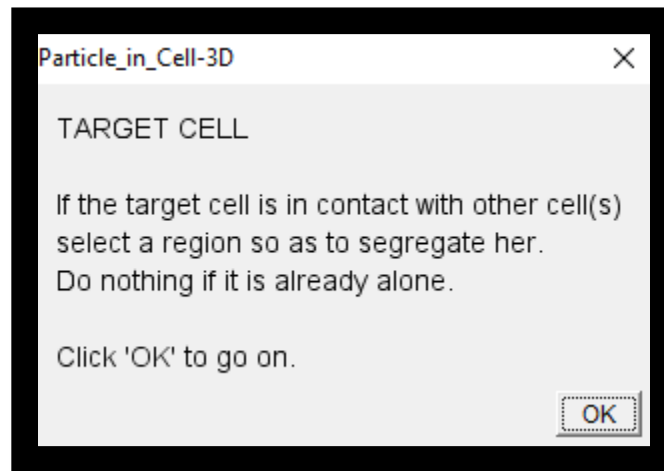 Particle_in_Cell-3D
TARGET CELL
If the target cell is in contact with other cell(s)
select a region so as to segregate her.
Do nothing if it is already alone.
Click 'OK' to go on.
OK